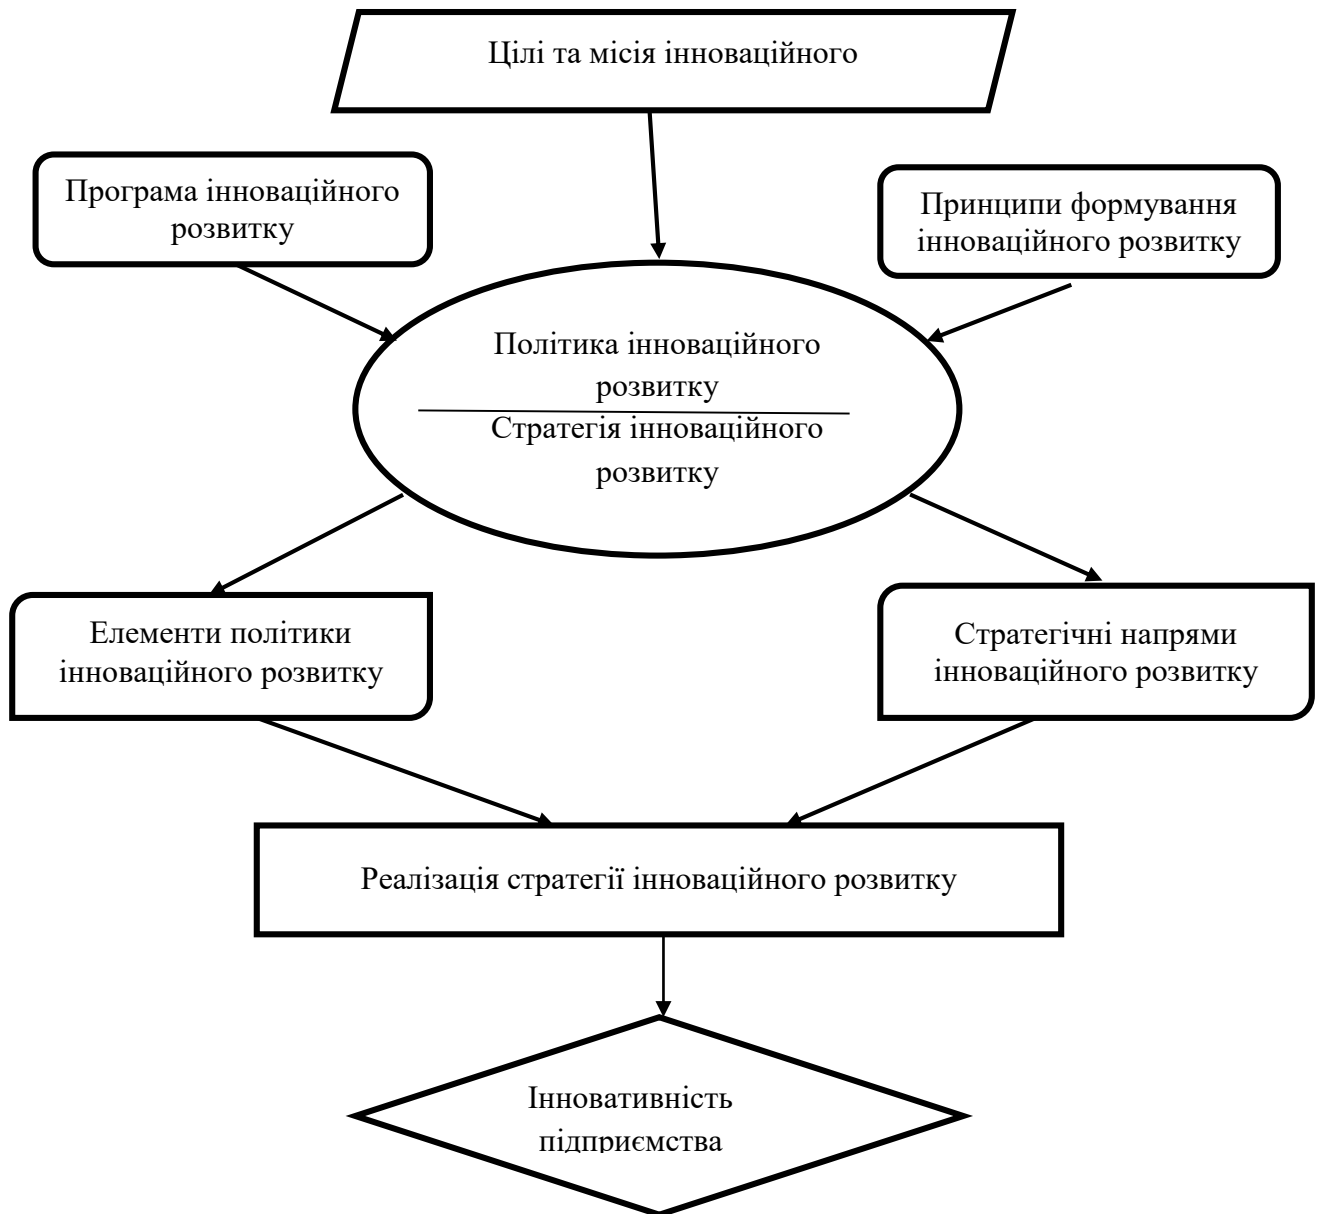 Цілі та місія інноваційного
Програма інноваційного
розвитку
Принципи формування
інноваційного розвитку
Політика інноваційного
розвитку
Стратегія інноваційного
розвитку
Елементи політики
інноваційного розвитку
Стратегічні напрями
інноваційного розвитку
Реалізація стратегії інноваційного розвитку
Інновативність
підприємства